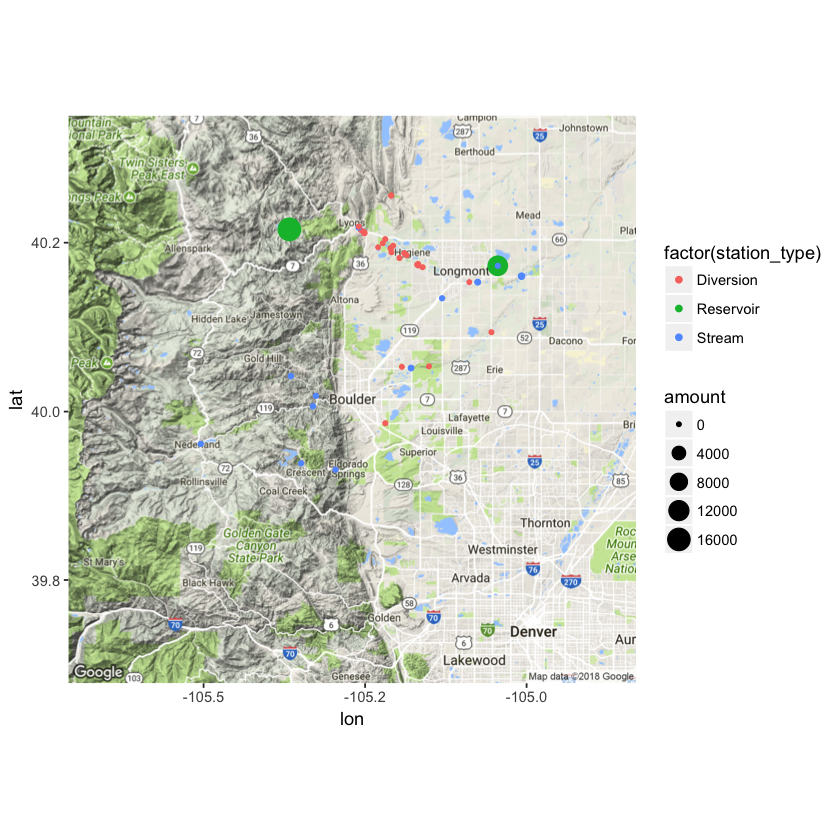 Campion
Johnstown
7
287
25
36
Berthoud
ountain
onal Park
Twin Sisters
Peak East
ongs Peak
Mead
Lyons
Plat
40.2
Allenspark
66
Hygiene
7
36
Longmont
Altona
Hidden Lake
Jamestown
25
119
52
Dacono
For
72
Gold Hill
Peak
287
Erie
Boulder
7
40.0
119
Lafayette
7
Louisville
Bri
Nederland
Superior
25
72
Eldorado
Springs
Crescent
36
85
Rollinsville
128
Coal Creek
Thornton
Golden Gate
Canyon
State Park
Roc
Moun
Arse
Natio
119
Westminster
St Mary's
76
39.8
Black Hawk
Arvada
270
58
Golden
70
70
6
70
Denver
Aur
6
70
Lakewood
Google
103
Genesee
Map data ©2018 Google
-105.5
-105.2
-105.0
lon
lat
factor(station_type)
Diversion
Reservoir
Stream
amount
0
4000
8000
12000
16000